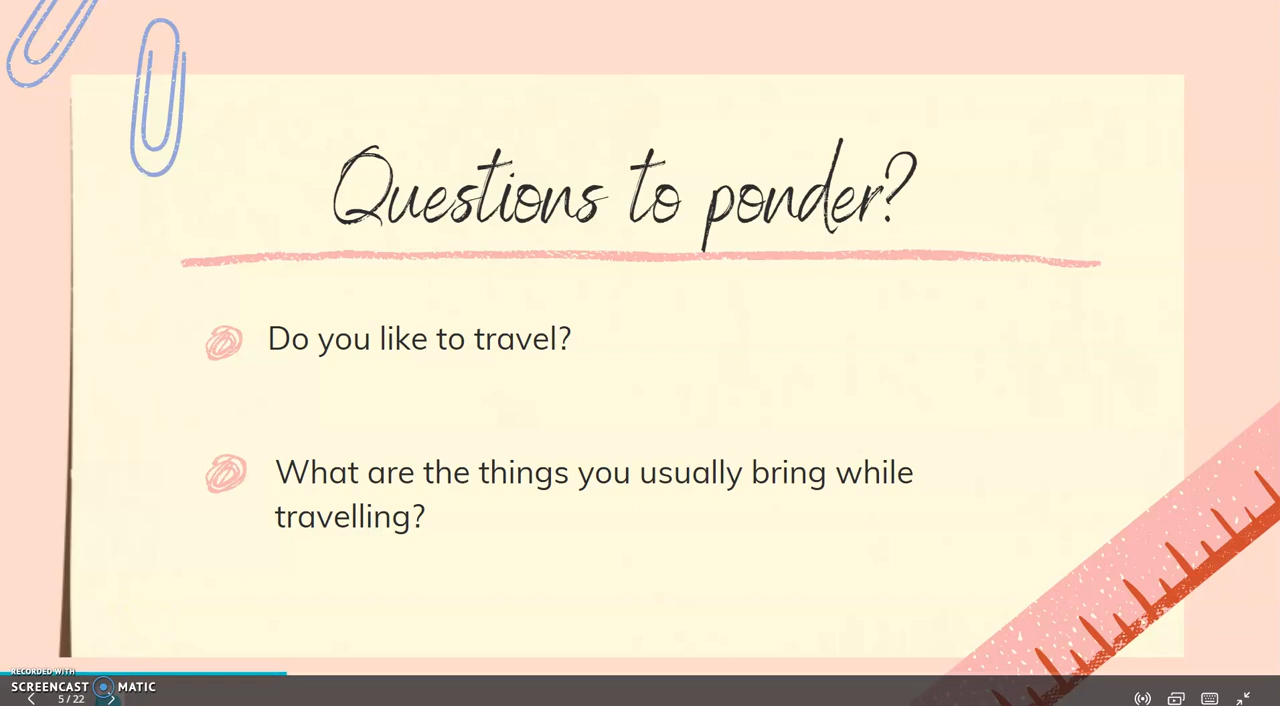 Questions to ponder?
Do you like to travel?
What are the things you usually bring while
travelling?
RECORDED WITH
SCREENCAST MATIC
5 / 22